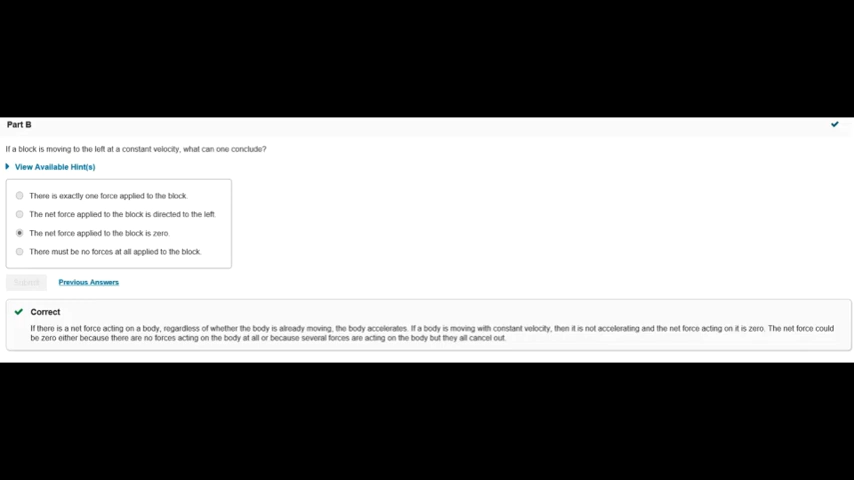 Part B
If a block is moving to the left at a constant velocity, what can one conclude?
View Available Hint(s)
There is exactly one force applied to the block.
The net force applied to the block is directed to the left.
The net force applied to the block is zero.
There must be no forces at all applied to the block.
Submit
Previous Answers
Correct
If there is a net force acting on a body, regardless of whether the body is already moving, the body accelerates. If a body is moving with constant velocity, then it is not accelerating and the net force acting on it is zero. The net force could
be zero either because there are no forces acting on the body at all or because several forces are acting on the body but they all cancel out.